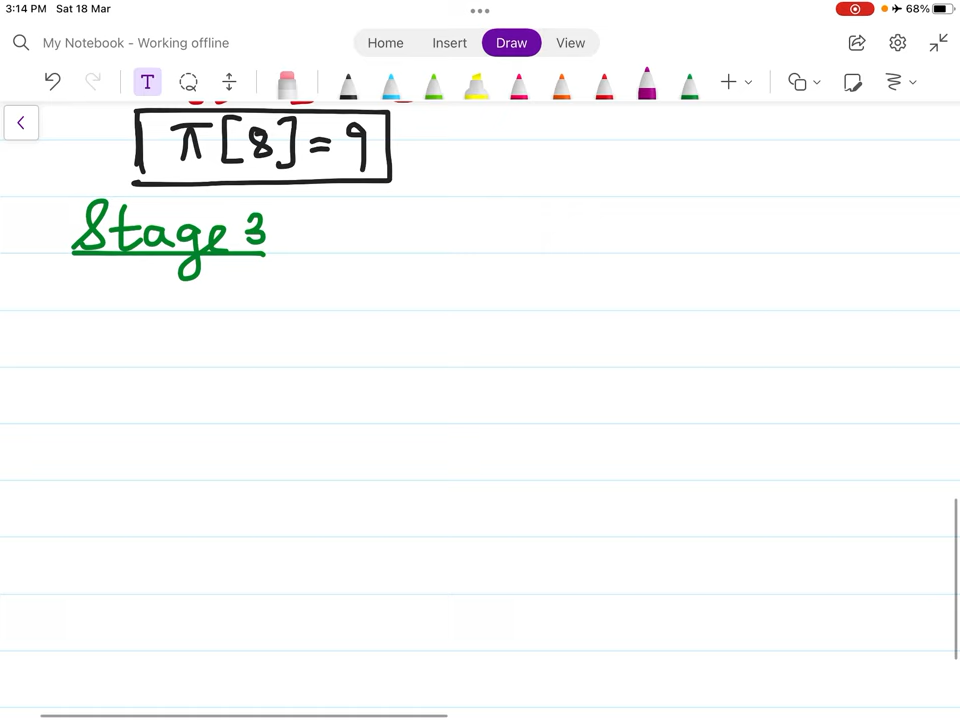 3:14 PM Sat 18 Mar 68%
My Notebook - Working offline
Home Insert Draw View
T
π[8]=9
Stage 3